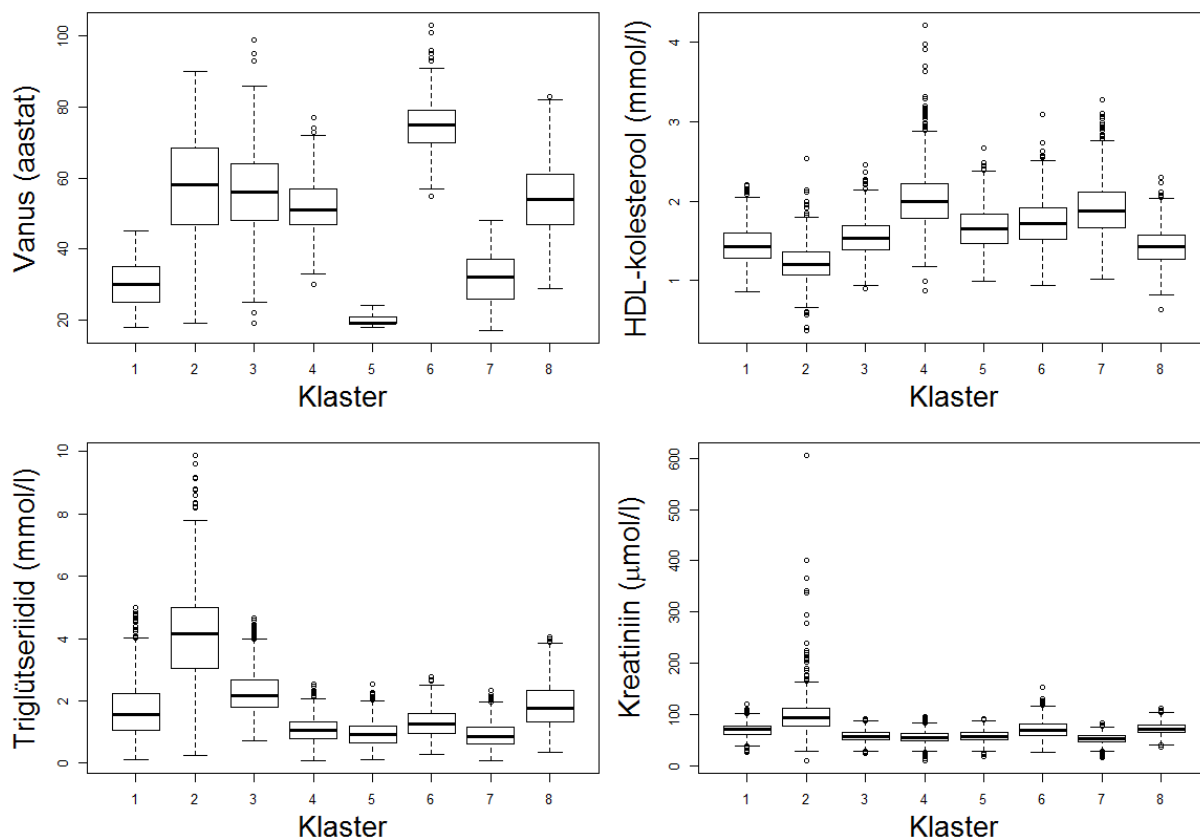 Vanus (aastat)
100
80
60
40
20
1 2 3 4 5 6 7 8
Klaster
HDL-kolesterool (mmol/l)
4
3
2
1
1 2 3 4 5 6 7 8
Klaster
Triglütseriidid (mmol/l)
10
8
6
4
2
0
1 2 3 4 5 6 7 8
Klaster
Kreatiniin (μmol/l)
600
500
400
300
200
100
0
1 2 3 4 5 6 7 8
Klaster